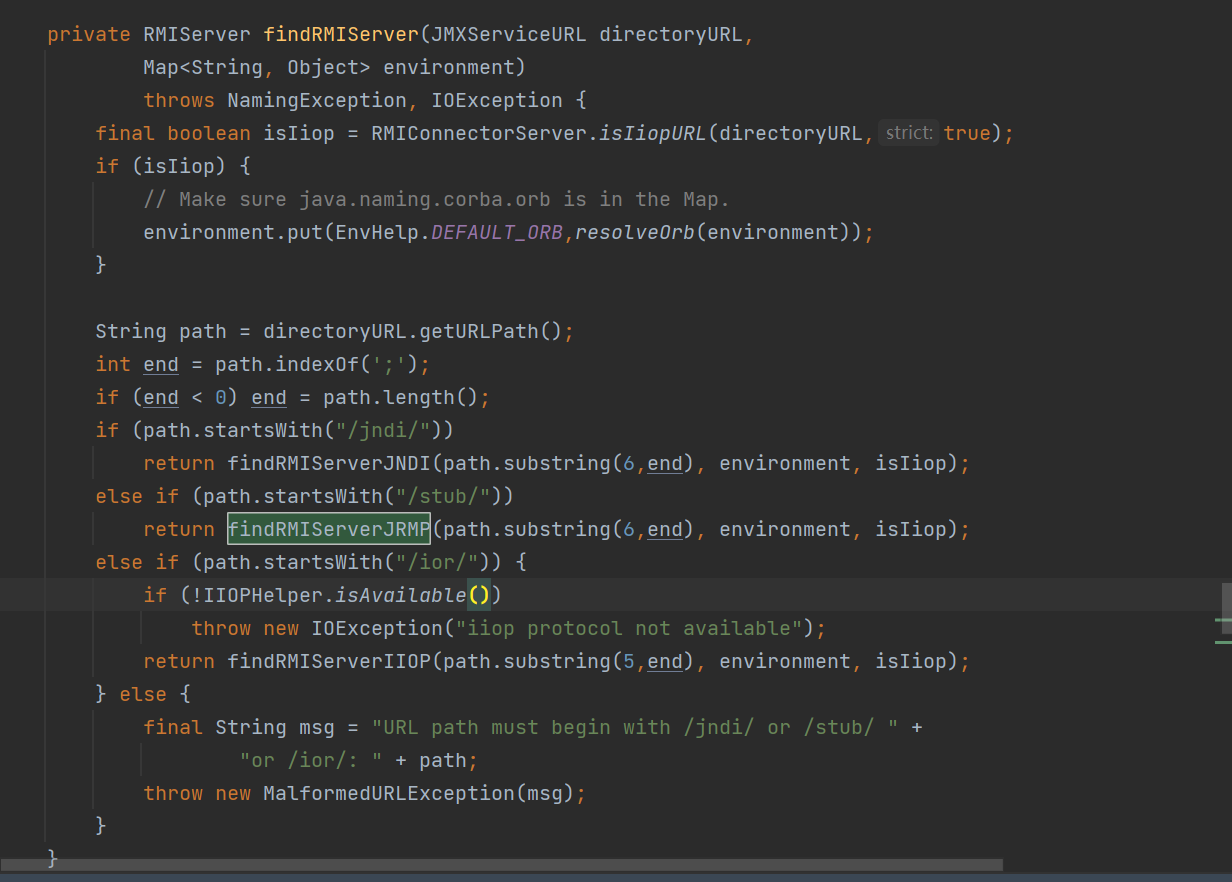 private RMIServer findRMIServer(JMXServiceURL directoryURL,
        Map<String, Object> environment)
        throws NamingException, IOException {
    final boolean isIiop = RMIConnectorServer.isIiopURL(directoryURL, strict: true);
    if (isIiop) {
        // Make sure java.naming.corba.orb is in the Map.
        environment.put(EnvHelp.DEFAULT_ORB,resolveOrb(environment));
    }

    String path = directoryURL.getURLPath();
    int end = path.indexOf(';');
    if (end < 0) end = path.length();
    if (path.startsWith("/jndi/"))
        return findRMIServerJNDI(path.substring(6,end), environment, isIiop);
    else if (path.startsWith("/stub/"))
        return findRMIServerJRMP(path.substring(6,end), environment, isIiop);
    else if (path.startsWith("/ior/")) {
        if (!IIOPHelper.isAvailable())
            throw new IOException("iiop protocol not available");
        return findRMIServerIIOP(path.substring(5,end), environment, isIiop);
    } else {
        final String msg = "URL path must begin with /jndi/ or /stub/ " +
                "or /ior/: " + path;
        throw new MalformedURLException(msg);
    }
}